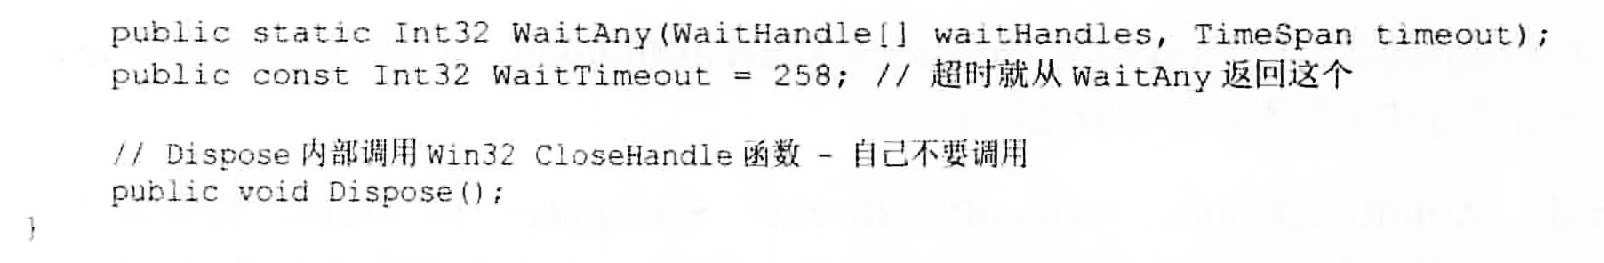 public static Int32 WaitAny(WaitHandle[] waitHandles, TimeSpan timeout);
public const Int32 WaitTimeout = 258; // 超时就从 WaitAny 返回这个
// Dispose 内部调用 Win32 CloseHandle 函数 – 自己不要调用
public void Dispose();
}